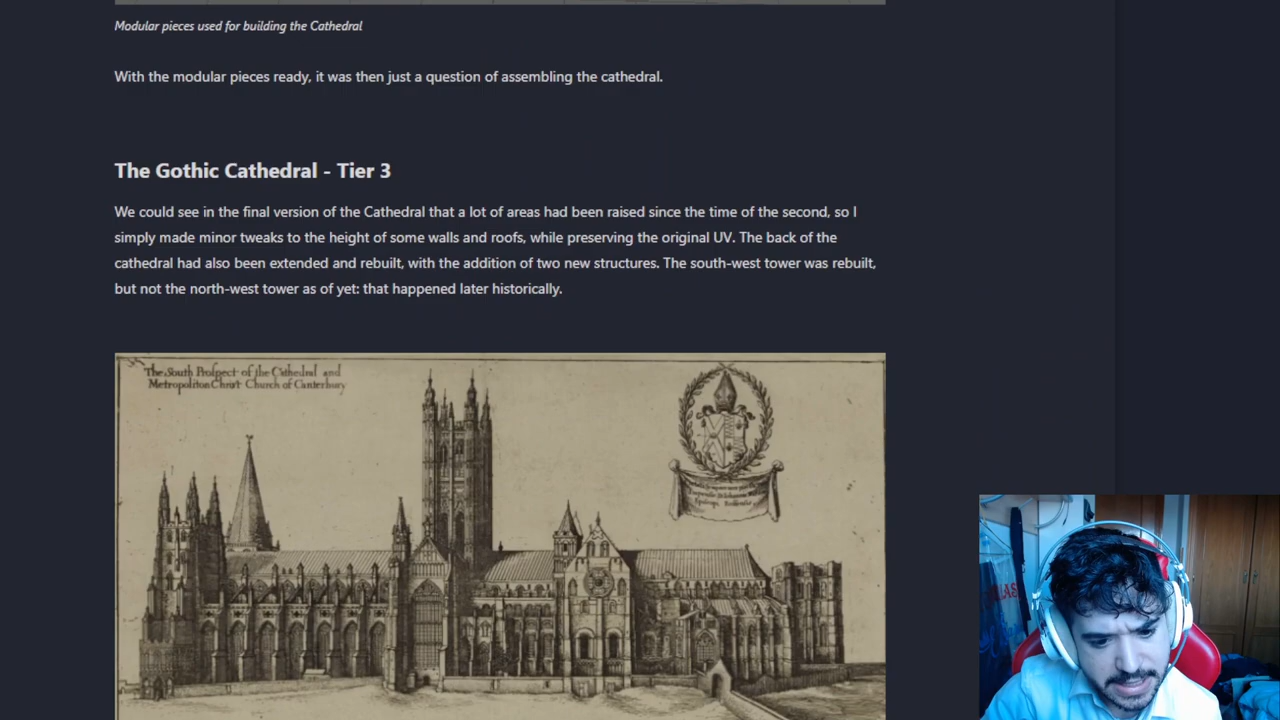 Modular pieces used for building the Cathedral
With the modular pieces ready, it was then just a question of assembling the cathedral.
The Gothic Cathedral - Tier 3
We could see in the final version of the Cathedral that a lot of areas had been raised since the time of the second, so I
simply made minor tweaks to the height of some walls and roofs, while preserving the original UV. The back of the
cathedral had also been extended and rebuilt, with the addition of two new structures. The south-west tower was rebuilt,
but not the north-west tower as of yet: that happened later historically.
The South Prospect of the Cathedral and
Metropoliton Christ Church of Canterbury